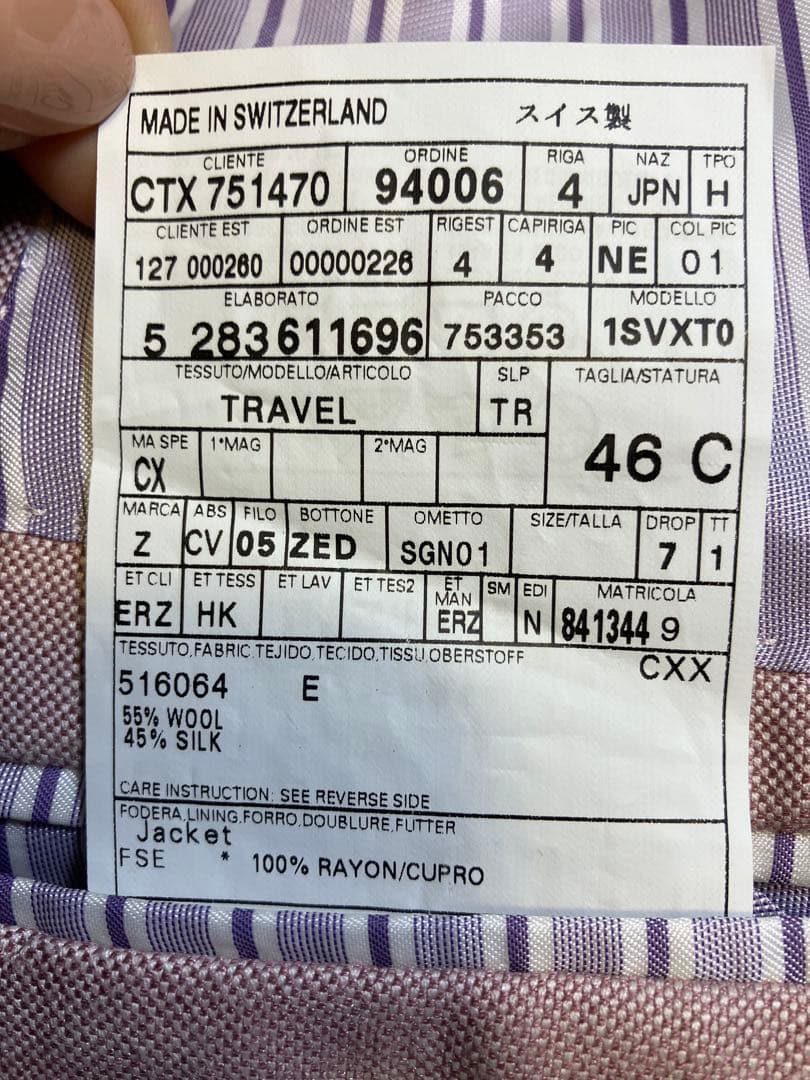 MADE IN SWITZERLAND スイス製
CLIENTE ORDINE RIGA NAZ TPO
CTX 751470 94006 4 JPN H
CLIENTE EST ORDINE EST RIGEST CAPIRIGA PIC COL PIC
127 000260 00000226 4 4 NE 01
ELABORATO PACCO MODELLO
5 283611696 753353 1SVXT0
TESSUTO/MODELLO/ARTICOLO SLP TAGLIA/STATURA
TRAVEL TR 46 C
MA SPE 1°MAG 2°MAG
CX
MARCA ABS FILO BOTTONE OMETTO SIZE/TALLA DROP TT
Z CV 05 ZED SGN01 7 1
ET CLI ET TESS ET LAV ET TES2 ET MAN SM EDI MATRICOLA
ERZ HK ERZ N 841344 9
TESSUTO,FABRIC.TEJIDO,TECIDO,TISSU,OBERSTOFF CXX
516064 E
55% WOOL
45% SILK
CARE INSTRUCTION: SEE REVERSE SIDE
FODERA,LINING,FORRO,DOUBLURE,FUTTER
Jacket
FSE * 100% RAYON/CUPRO